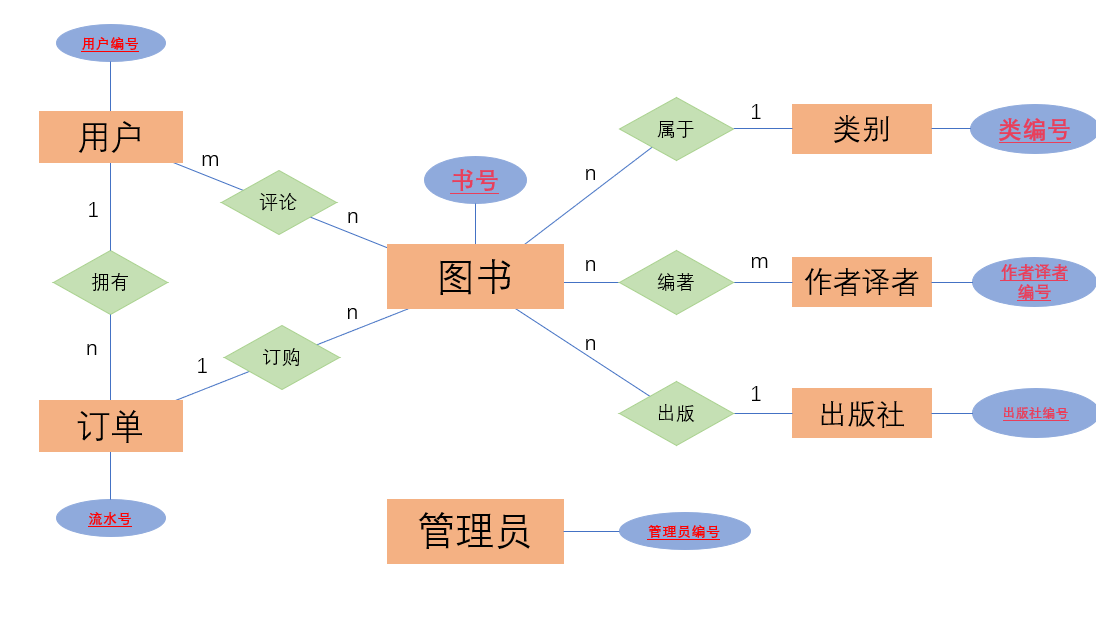 用户编号
用户
m
评论
n
1
拥有
n
订单
流水号
1
订购
n
书号
图书
n
属于
1
类别
类编号
n
编著
m
作者译者
作者译者
编号
n
出版
1
出版社
出版社编号
管理员
管理员编号